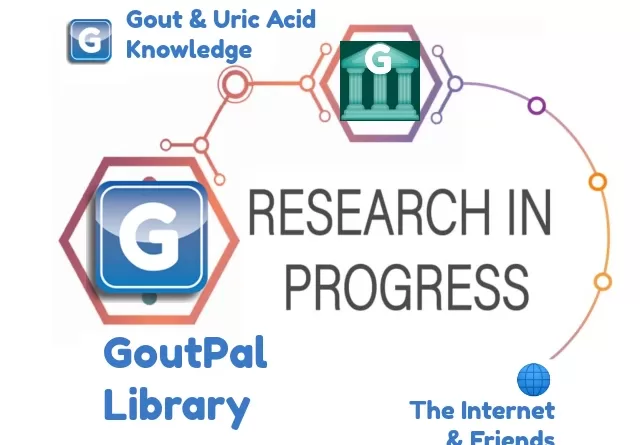 Gout & Uric Acid
Knowledge
G
G
G
RESEARCH IN
PROGRESS
GoutPal
Library
The Internet
& Friends